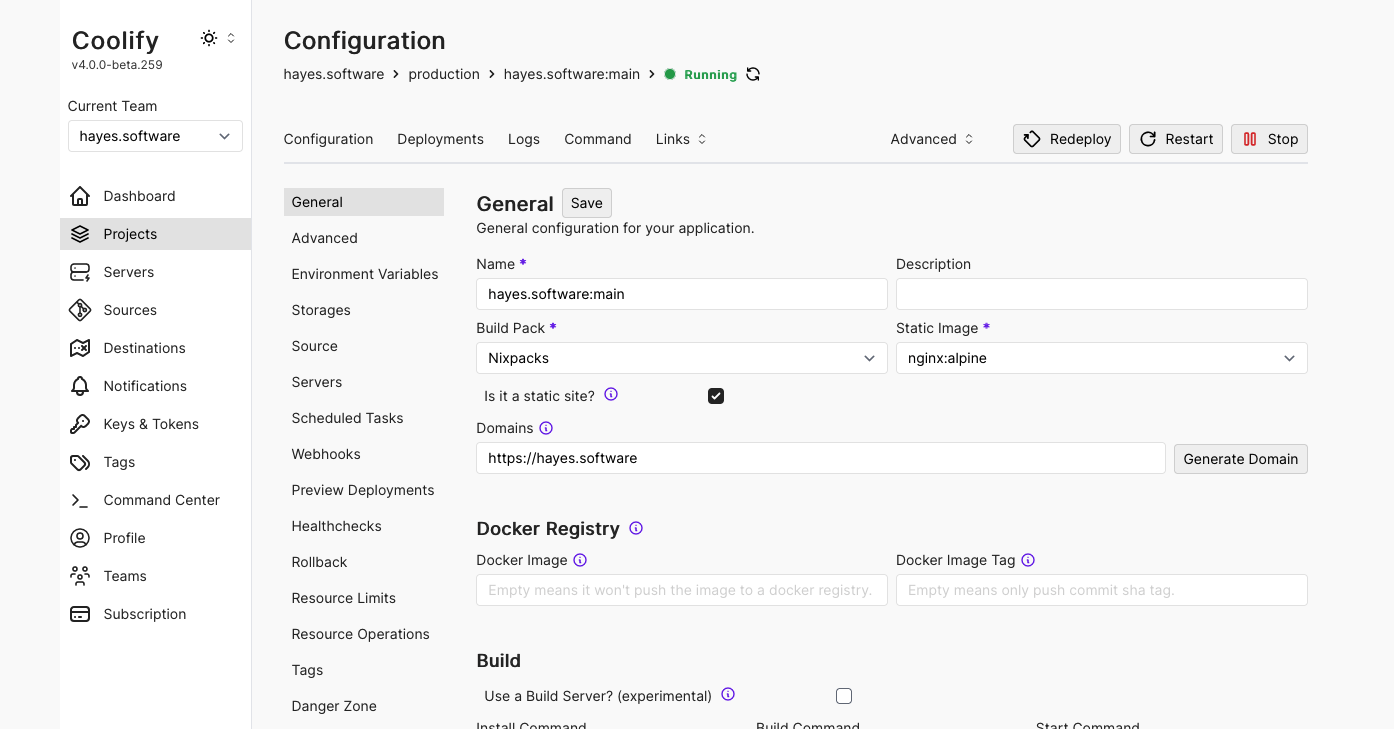 Coolify
v4.0.0-beta.259
Current Team
hayes.software
Dashboard
Projects
Servers
Sources
Destinations
Notifications
Keys & Tokens
Tags
Command Center
Profile
Teams
Subscription
Configuration
hayes.software > production > hayes.software:main > Running
Configuration Deployments Logs Command Links Advanced Redeploy Restart Stop
General
Advanced
Environment Variables
Storages
Source
Servers
Scheduled Tasks
Webhooks
Preview Deployments
Healthchecks
Rollback
Resource Limits
Resource Operations
Tags
Danger Zone
General Save
General configuration for your application.
Name * Description
hayes.software:main
Build Pack * Static Image *
Nixpacks nginx:alpine
Is it a static site?
Domains
https://hayes.software Generate Domain
Docker Registry
Docker Image Docker Image Tag
Empty means it won't push the image to a docker registry. Empty means only push commit sha tag.
Build
Use a Build Server? (experimental)
Install Command Build Command Start Command